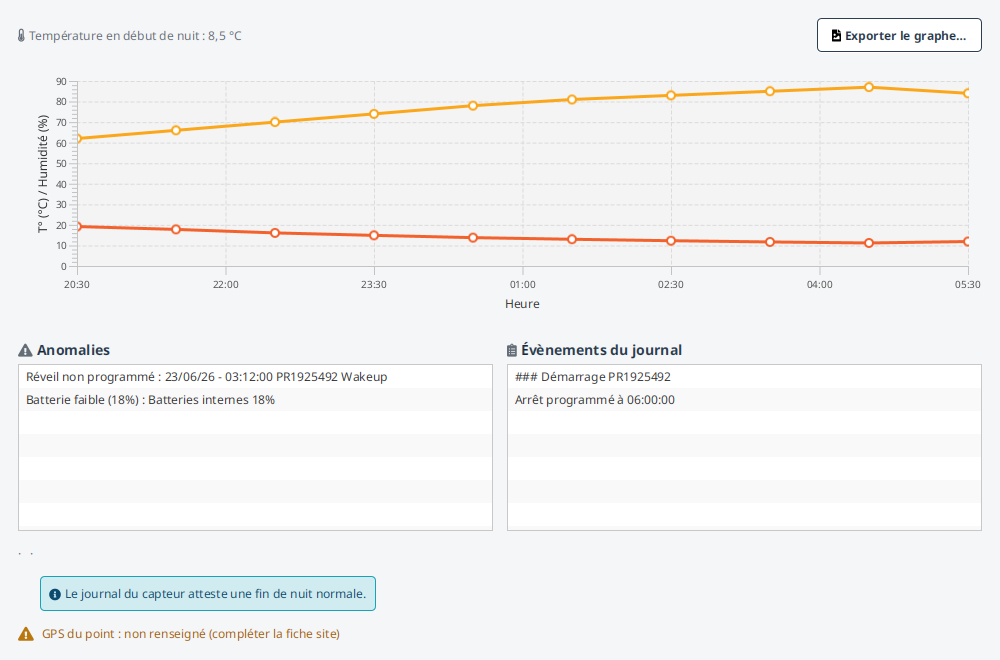 Température en début de nuit : 8,5 °C
Exporter le graphe...
T° (°C) / Humidité (%)
90
80
70
60
50
40
30
20
10
0
20:30 22:00 23:30 01:00 02:30 04:00 05:30
Heure
Anomalies
Réveil non programmé : 23/06/26 - 03:12:00 PR1925492 Wakeup
Batterie faible (18%) : Batteries internes 18%
Évènements du journal
### Démarrage PR1925492
Arrêt programmé à 06:00:00
. .
Le journal du capteur atteste une fin de nuit normale.
GPS du point : non renseigné (compléter la fiche site)